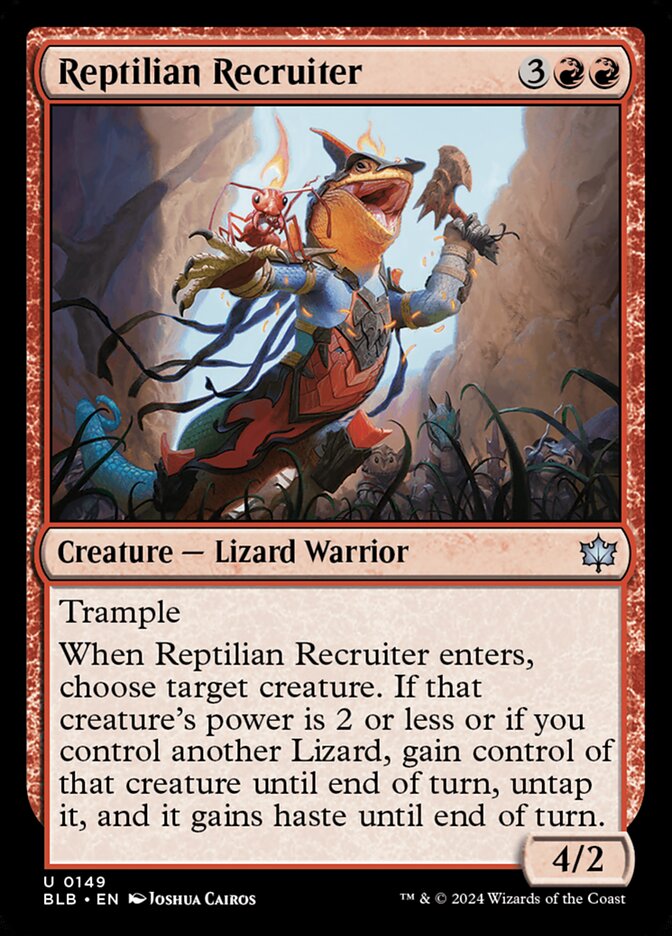 Reptilian Recruiter 3
Creature — Lizard Warrior
Trample
When Reptilian Recruiter enters,
choose target creature. If that
creature's power is 2 or less or if you
control another Lizard, gain control of
that creature until end of turn, untap
it, and it gains haste until end of turn.
4/2
U 0149
BLB • EN Joshua Cairos ™ & © 2024 Wizards of the Coast